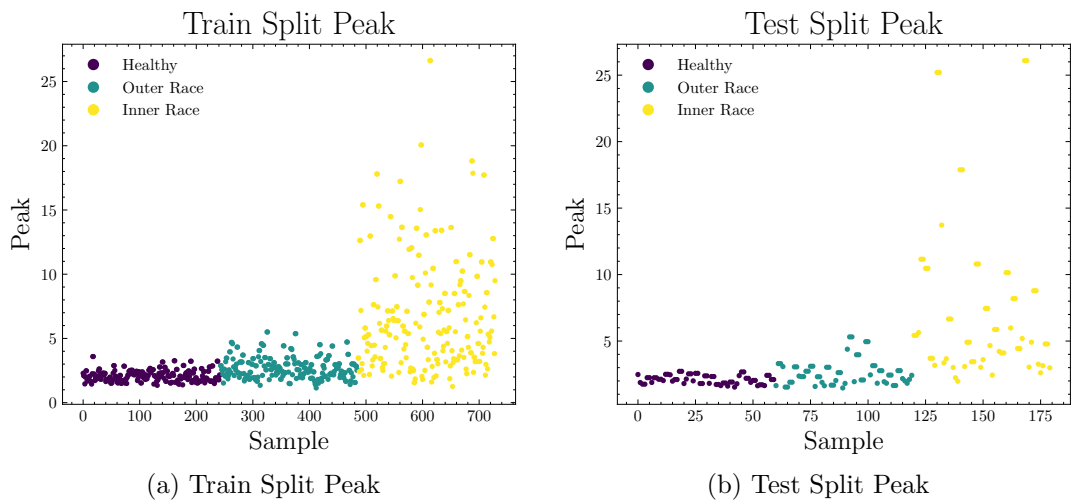 Train Split Peak
Healthy
Outer Race
Inner Race
25
20
15
10
5
0
Peak
0 100 200 300 400 500 600 700
Sample
(a) Train Split Peak
Test Split Peak
Healthy
Outer Race
Inner Race
25
20
15
10
5
Peak
0 25 50 75 100 125 150 175
Sample
(b) Test Split Peak